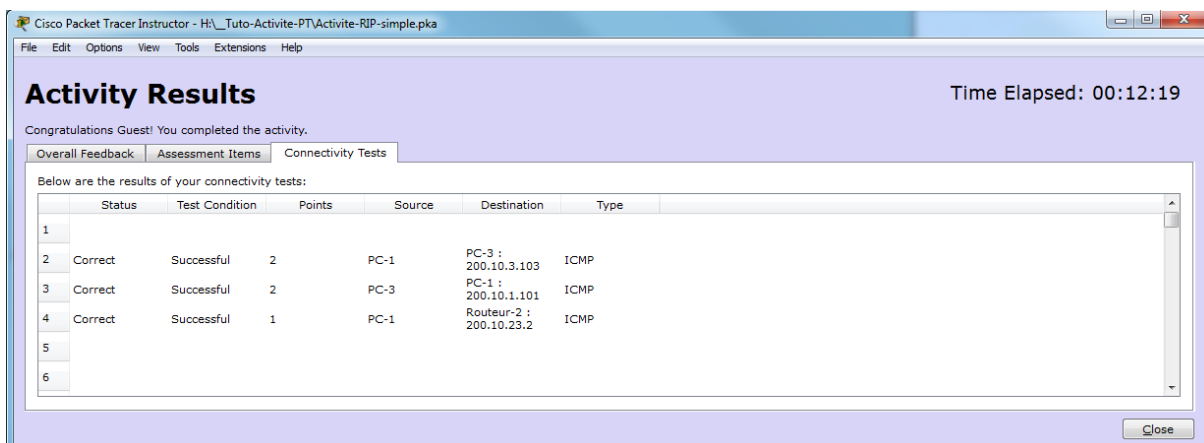 Cisco Packet Tracer Instructor - H:\_Tuto-Activite-PT\Activite-RIP-simple.pka
File Edit Options View Tools Extensions Help
Activity Results
Time Elapsed: 00:12:19
Congratulations Guest! You completed the activity.
Overall Feedback Assessment Items Connectivity Tests
Below are the results of your connectivity tests:
Status Test Condition Points Source Destination Type
1
2 Correct Successful 2 PC-1 PC-3 : 200.10.3.103 ICMP
3 Correct Successful 2 PC-3 PC-1 : 200.10.1.101 ICMP
4 Correct Successful 1 PC-1 Routeur-2 : 200.10.23.2 ICMP
5
6
Close